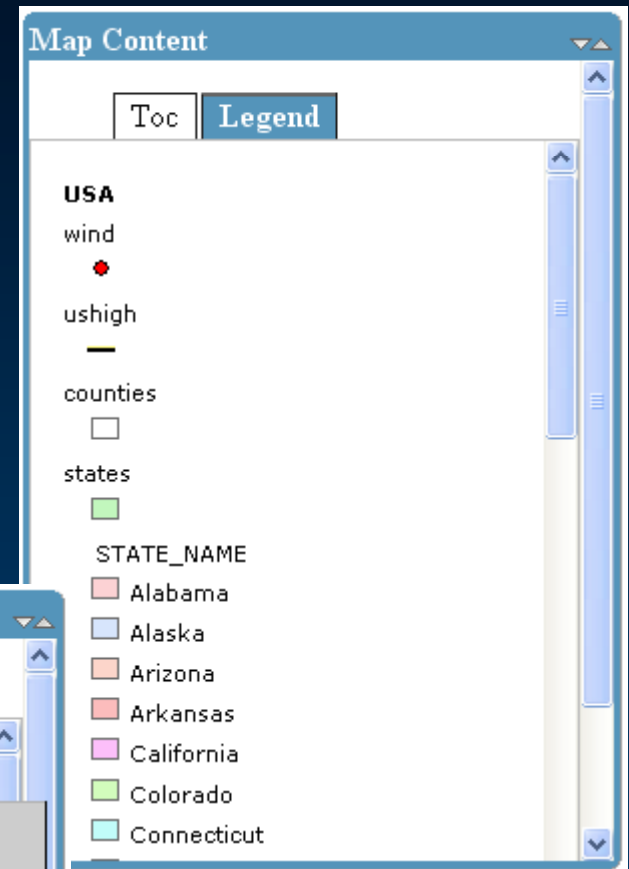 Map Content
Toc Legend
USA
wind
ushigh
counties
states
STATE_NAME
Alabama
Alaska
Arizona
Arkansas
California
Colorado
Connecticut